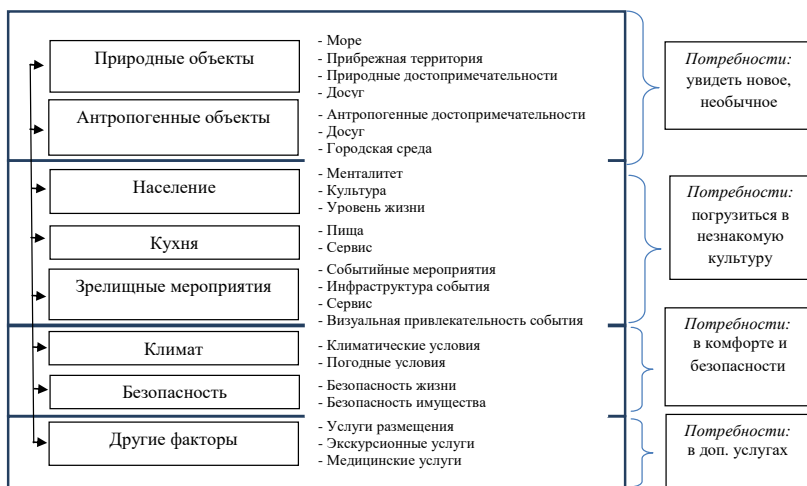 Природные объекты
- Море
- Прибрежная территория
- Природные достопримечательности
- Досуг
Антропогенные объекты
- Антропогенные достопримечательности
- Досуг
- Городская среда
Потребности:
увидеть новое,
необычное
Население
- Менталитет
- Культура
- Уровень жизни
Кухня
- Пища
- Сервис
Зрелищные мероприятия
- Событийные мероприятия
- Инфраструктура события
- Сервис
- Визуальная привлекательность события
Потребности:
погрузиться в
незнакомую
культуру
Климат
- Климатические условия
- Погодные условия
Безопасность
- Безопасность жизни
- Безопасность имущества
Потребности:
в комфорте и
безопасности
Другие факторы
- Услуги размещения
- Экскурсионные услуги
- Медицинские услуги
Потребности:
в доп. услугах